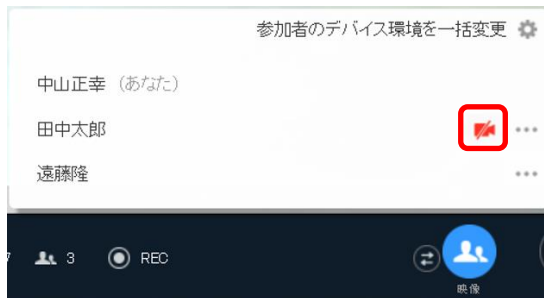 参加者のデバイス環境を一括変更
中山正幸 (あなた)
田中太郎
遠藤隆
3 REC
映像